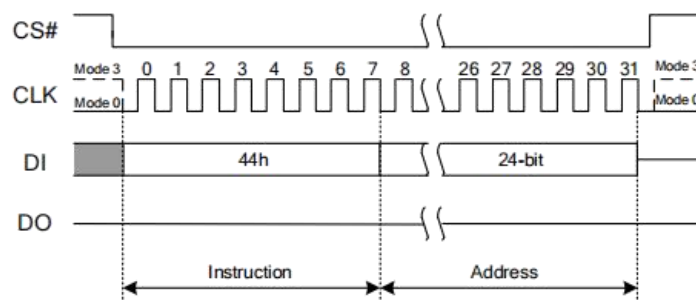 CS#
Mode 3 0 1 2 3 4 5 6 7 8 26 27 28 29 30 31 Mode 3
CLK
Mode 0 Mode 0
DI 44h 24-bit
DO
Instruction Address